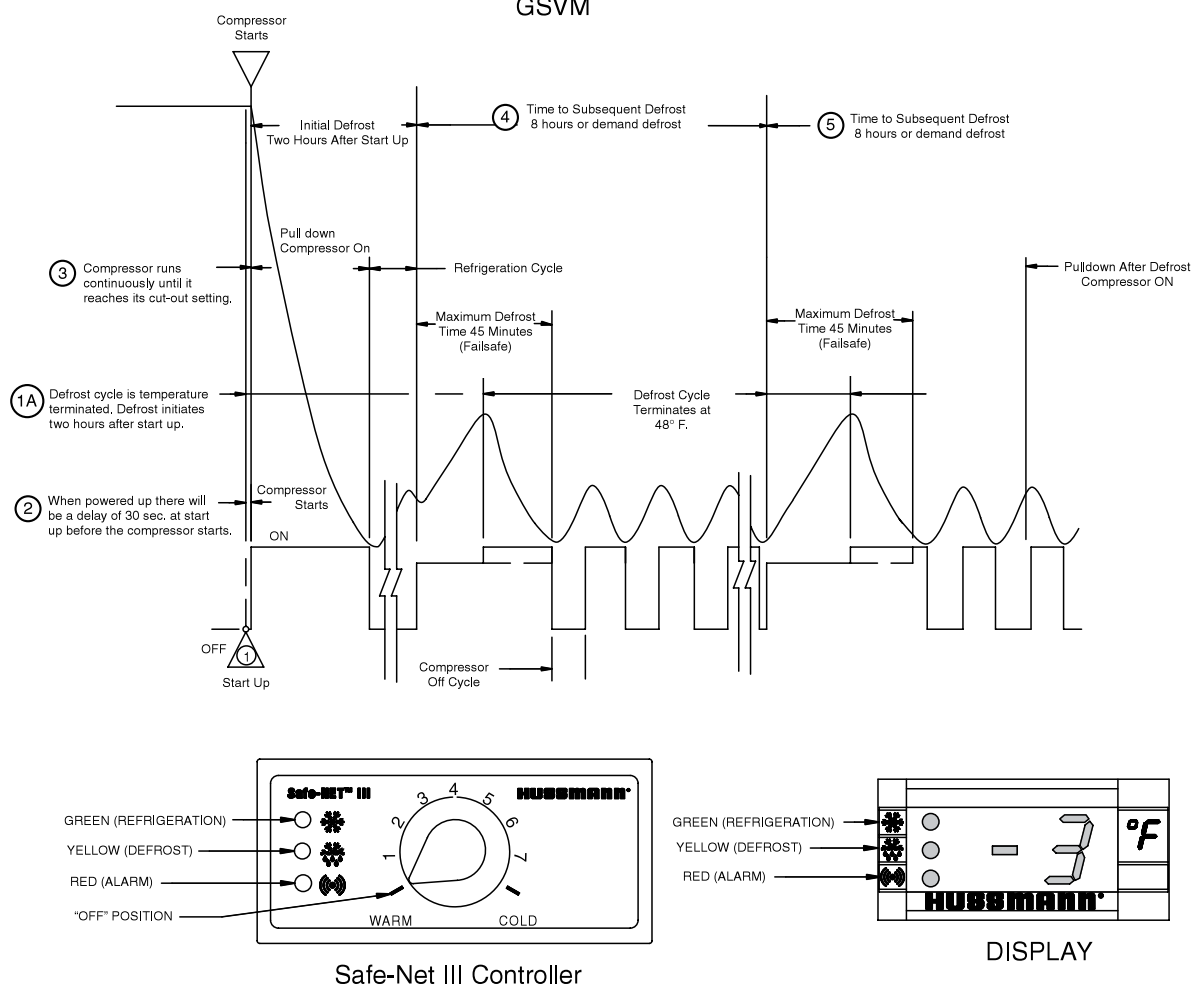 GSVM
Compressor
Starts
Initial Defrost
Two Hours After Start Up
4
Time to Subsequent Defrost
8 hours or demand defrost
5
Time to Subsequent Defrost
8 hours or demand defrost
Pull down
Compressor On
3
Compressor runs
continuously until it
reaches its cut-out setting.
Refrigeration Cycle
Pulldown After Defrost
Compressor ON
Maximum Defrost
Time 45 Minutes
(Failsafe)
Maximum Defrost
Time 45 Minutes
(Failsafe)
1A
Defrost cycle is temperature
terminated. Defrost initiates
two hours after start up.
Defrost Cycle
Terminates at
48° F.
2
When powered up there will
be a delay of 30 sec. at start
up before the compressor starts.
Compressor
Starts
ON
OFF
1
Start Up
Compressor
Off Cycle
Safe-NET™ III
HUSSMANN®
GREEN (REFRIGERATION)
YELLOW (DEFROST)
RED (ALARM)
"OFF" POSITION
1
2
3
4
5
6
7
WARM
COLD
Safe-Net III Controller
GREEN (REFRIGERATION)
YELLOW (DEFROST)
RED (ALARM)
-3
°F
HUSSMANN®
DISPLAY